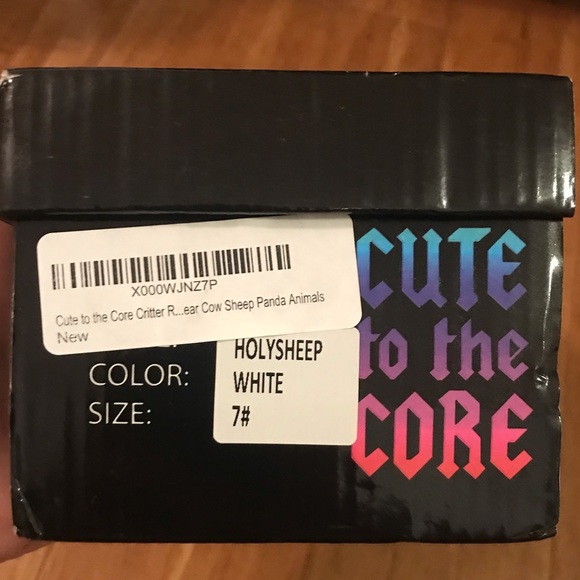 X000WJNZ7P
Cute to the Core Critter R...ear Cow Sheep Panda Animals
New
HOLYSHEEP
COLOR: WHITE
SIZE: 7#
CUTE
to the
CORE